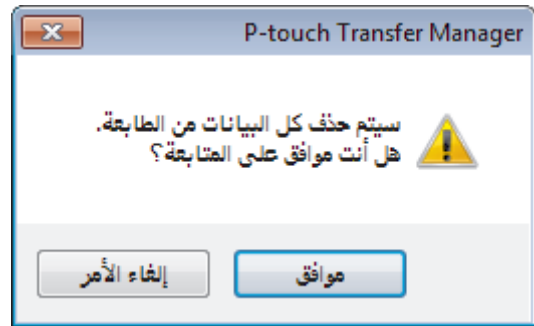 P-touch Transfer Manager
سيتم حذف كل البيانات من الطابعة.
هل أنت موافق على المتابعة؟
موافق
إلغاء الأمر